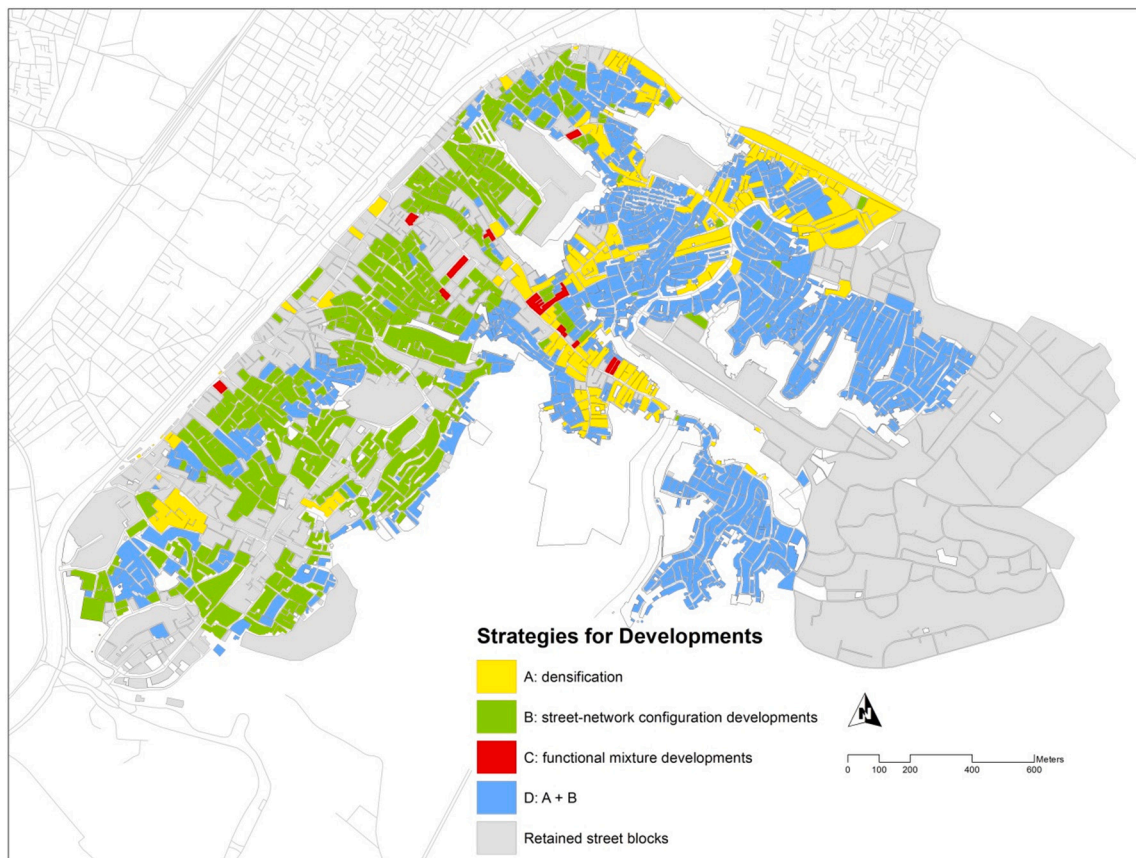 Strategies for Developments
A: densification
B: street-network configuration developments
C: functional mixture developments
D: A + B
Retained street blocks
N
Meters
0 100 200 400 600